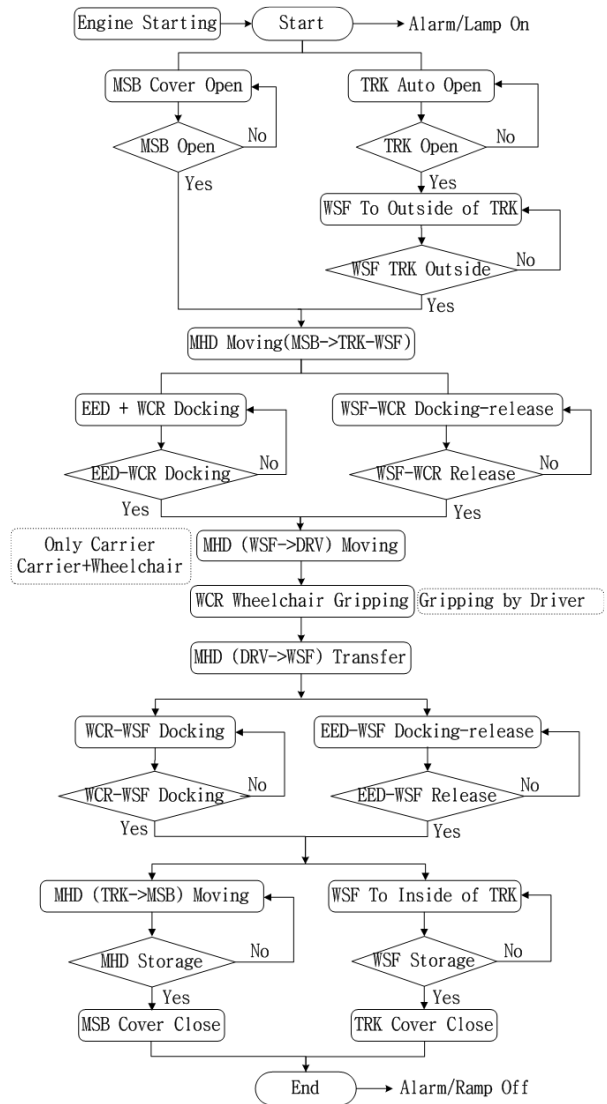 Engine Starting
Start
Alarm/Lamp On
MSB Cover Open
TRK Auto Open
No
No
MSB Open
TRK Open
Yes
Yes
WSF To Outside of TRK
No
WSF TRK Outside
Yes
MHD Moving(MSB->TRK-WSF)
EED + WCR Docking
WSF-WCR Docking-release
No
No
EED-WCR Docking
WSF-WCR Release
Yes
Yes
Only Carrier
Carrier+Wheelchair
MHD (WSF->DRV) Moving
WCR Wheelchair Gripping
Gripping by Driver
MHD (DRV->WSF) Transfer
WCR-WSF Docking
EED-WSF Docking-release
No
No
WCR-WSF Docking
EED-WSF Release
Yes
Yes
MHD (TRK->MSB) Moving
WSF To Inside of TRK
No
No
MHD Storage
WSF Storage
Yes
Yes
MSB Cover Close
TRK Cover Close
End
Alarm/Ramp Off